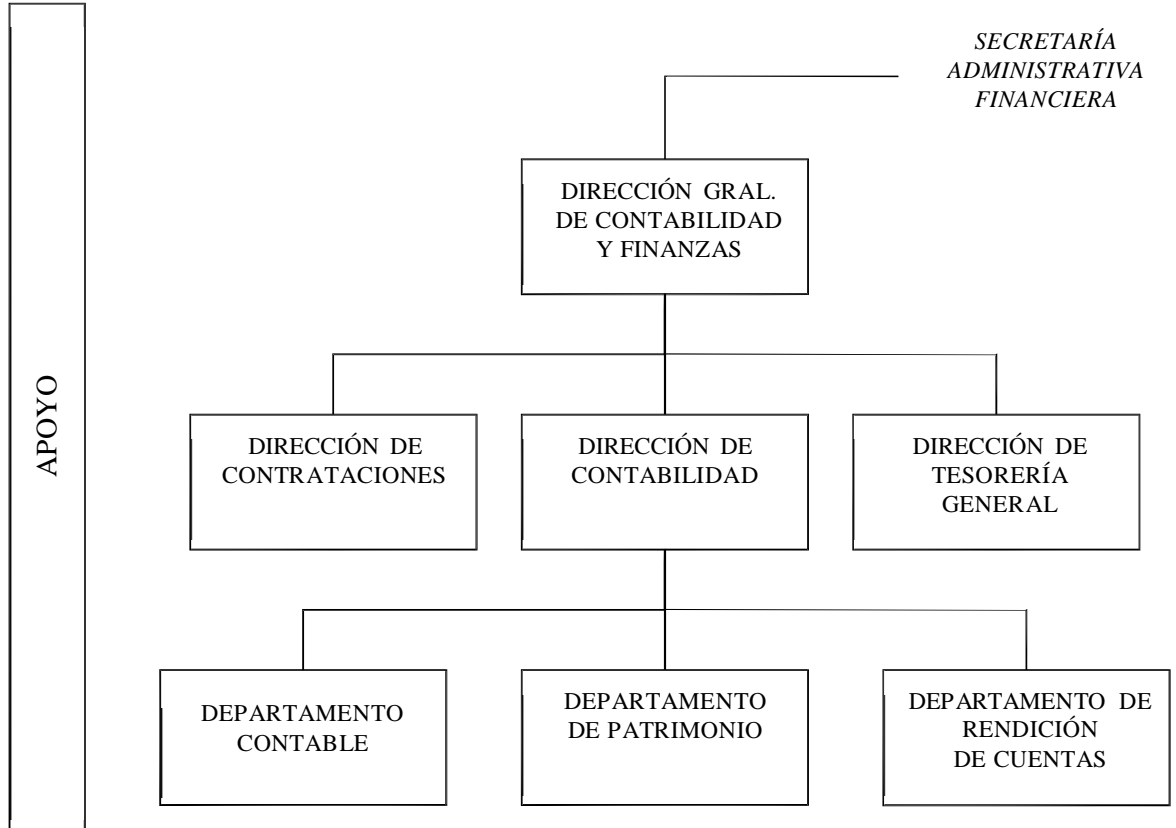 SECRETARÍA
ADMINISTRATIVA
FINANCIERA
DIRECCIÓN GRAL.
DE CONTABILIDAD
Y FINANZAS
APOYO
DIRECCIÓN DE
CONTRATACIONES
DIRECCIÓN DE
CONTABILIDAD
DIRECCIÓN DE
TESORERÍA
GENERAL
DEPARTAMENTO
CONTABLE
DEPARTAMENTO
DE PATRIMONIO
DEPARTAMENTO DE
RENDICIÓN
DE CUENTAS